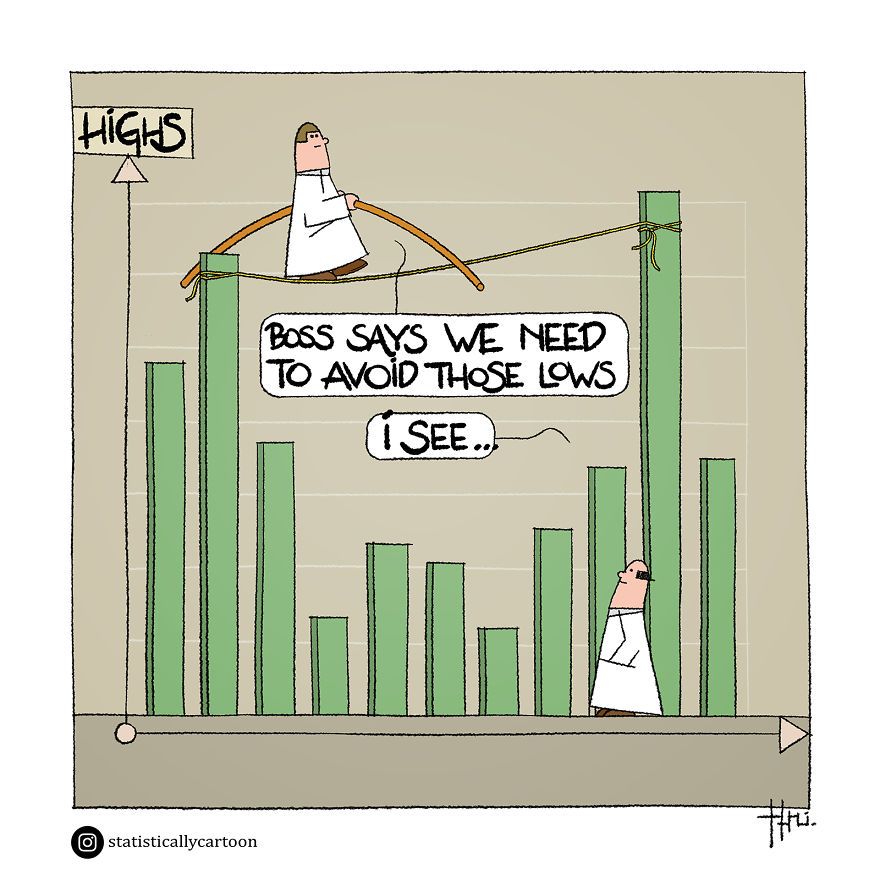 HiGHS
BOSS SAYS WE NEED
TO AVOiD THOSE LOWS
i SEE...
statisticallycartoon